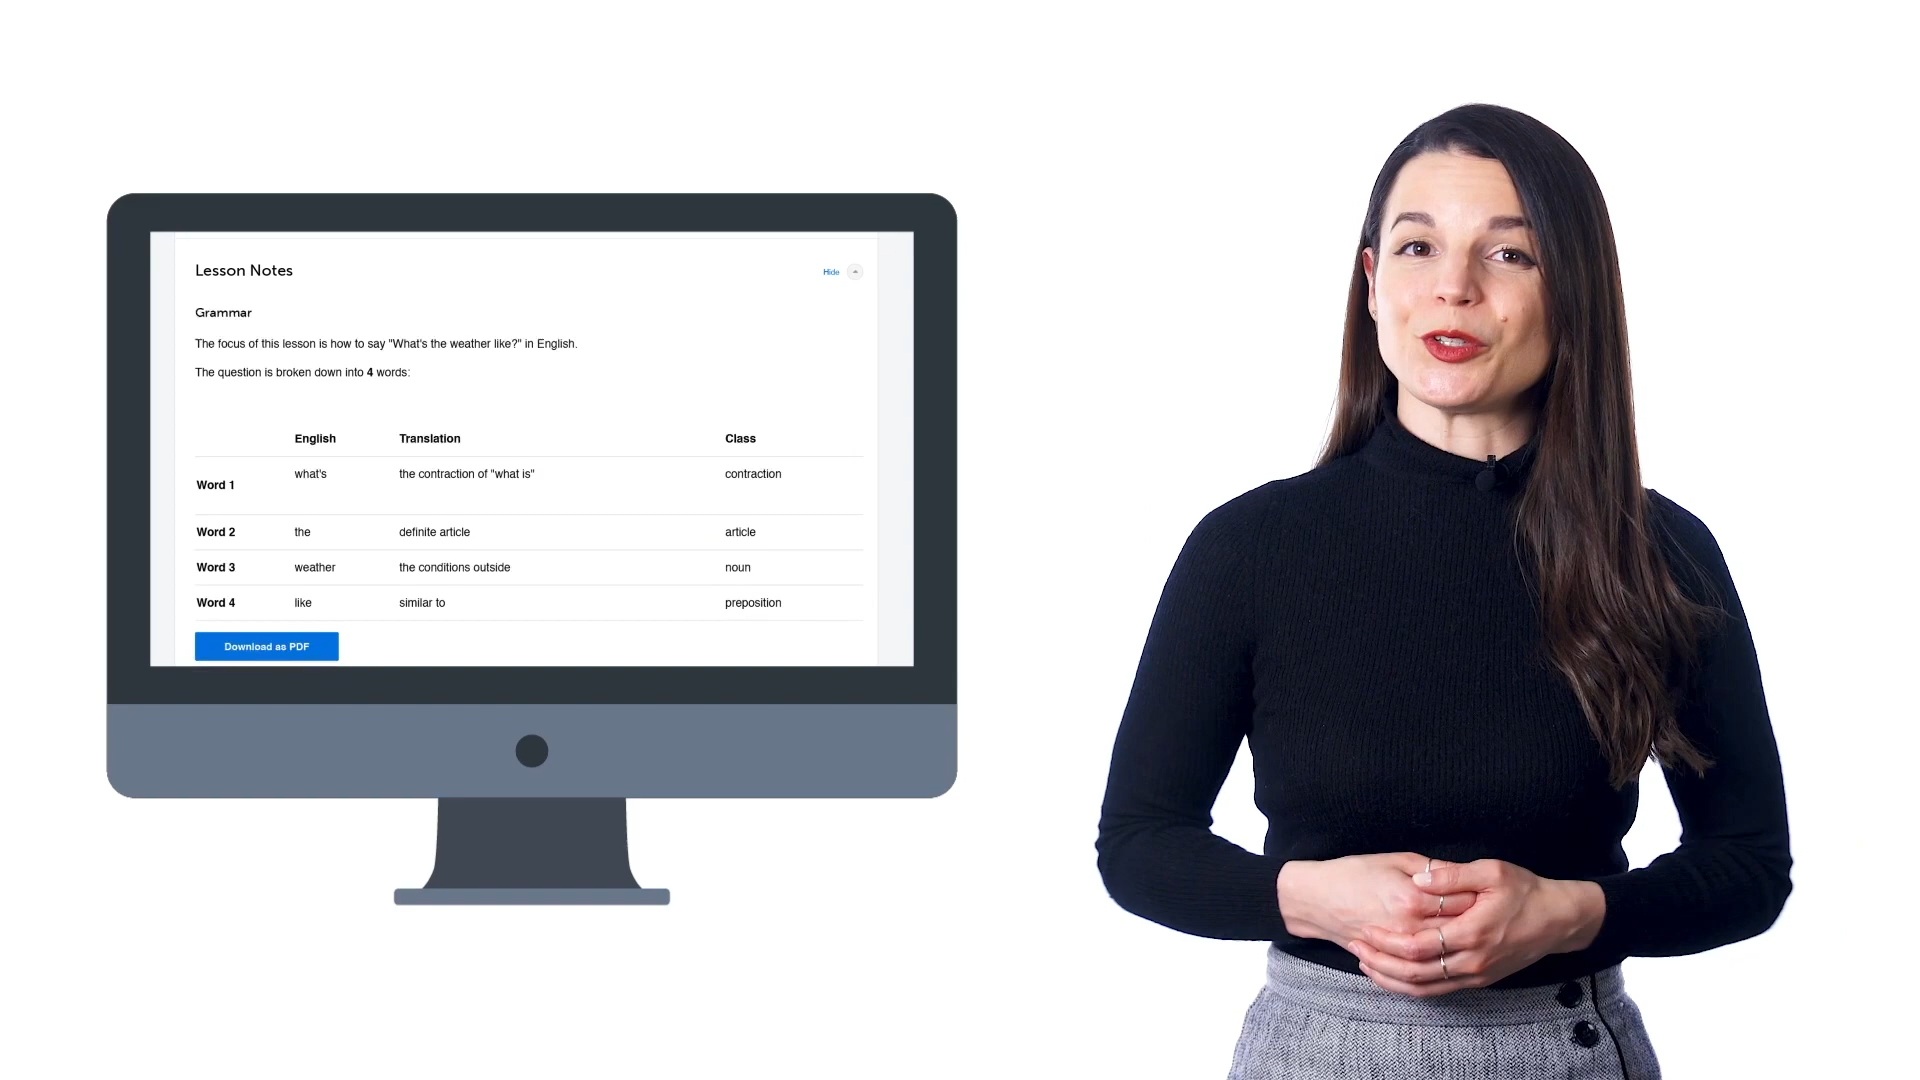 Lesson Notes
Hide
Grammar
The focus of this lesson is how to say "What's the weather like?" in English.
The question is broken down into 4 words:
English Translation Class
Word 1 what's the contraction of "what is" contraction
Word 2 the definite article article
Word 3 weather the conditions outside noun
Word 4 like similar to preposition
Download as PDF